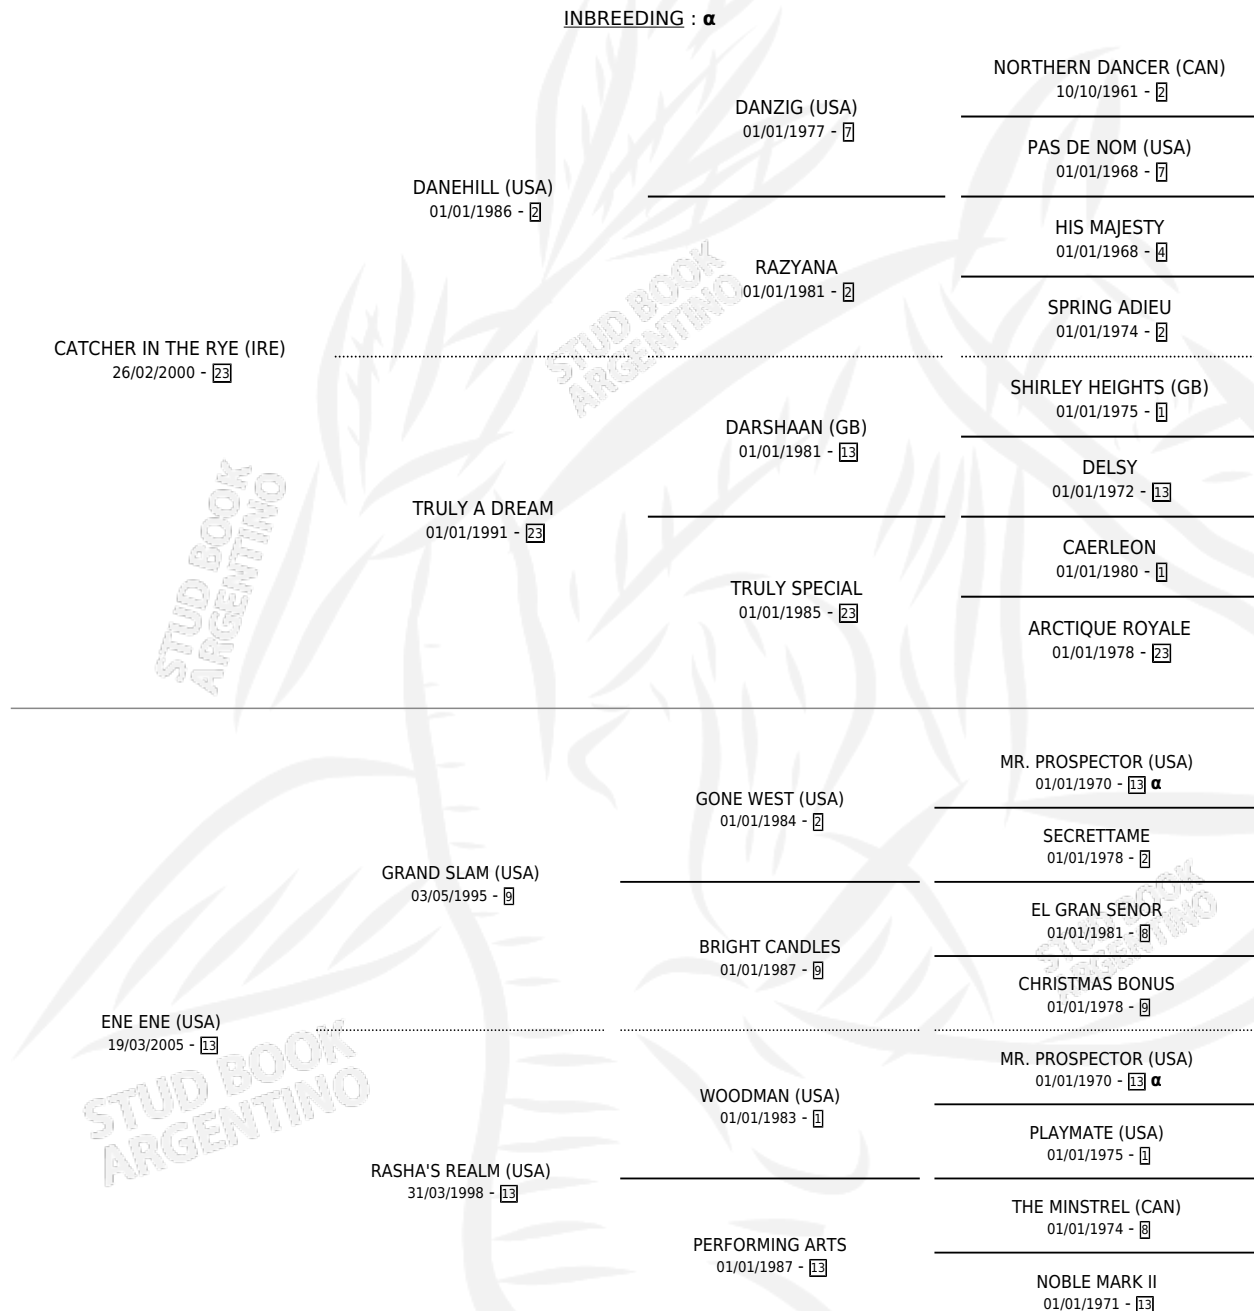 INBREEDING : α
NORTHERN DANCER (CAN)
10/10/1961 - 2
DANZIG (USA)
01/01/1977 - 7
PAS DE NOM (USA)
01/01/1968 - 7
DANEHILL (USA)
01/01/1986 - 2
HIS MAJESTY
01/01/1968 - 4
RAZYANA
01/01/1981 - 2
SPRING ADIEU
01/01/1974 - 2
CATCHER IN THE RYE (IRE)
26/02/2000 - 23
SHIRLEY HEIGHTS (GB)
01/01/1975 - 1
DARSHAAN (GB)
01/01/1981 - 13
DELSY
01/01/1972 - 13
TRULY A DREAM
01/01/1991 - 23
CAERLEON
01/01/1980 - 1
TRULY SPECIAL
01/01/1985 - 23
ARCTIQUE ROYALE
01/01/1978 - 23
MR. PROSPECTOR (USA)
01/01/1970 - 13 α
GONE WEST (USA)
01/01/1984 - 2
SECRETTAME
01/01/1978 - 2
GRAND SLAM (USA)
03/05/1995 - 9
EL GRAN SENOR
01/01/1981 - 8
BRIGHT CANDLES
01/01/1987 - 9
CHRISTMAS BONUS
01/01/1978 - 9
ENE ENE (USA)
19/03/2005 - 13
MR. PROSPECTOR (USA)
01/01/1970 - 13 α
WOODMAN (USA)
01/01/1983 - 1
PLAYMATE (USA)
01/01/1975 - 1
RASHA'S REALM (USA)
31/03/1998 - 13
THE MINSTREL (CAN)
01/01/1974 - 8
PERFORMING ARTS
01/01/1987 - 13
NOBLE MARK II
01/01/1971 - 13
STUD BOOK
ARGENTINO
STUD BOOK
ARGENTINO
STUD BOOK
ARGENTINO
STUD BOOK
ARGENTINO